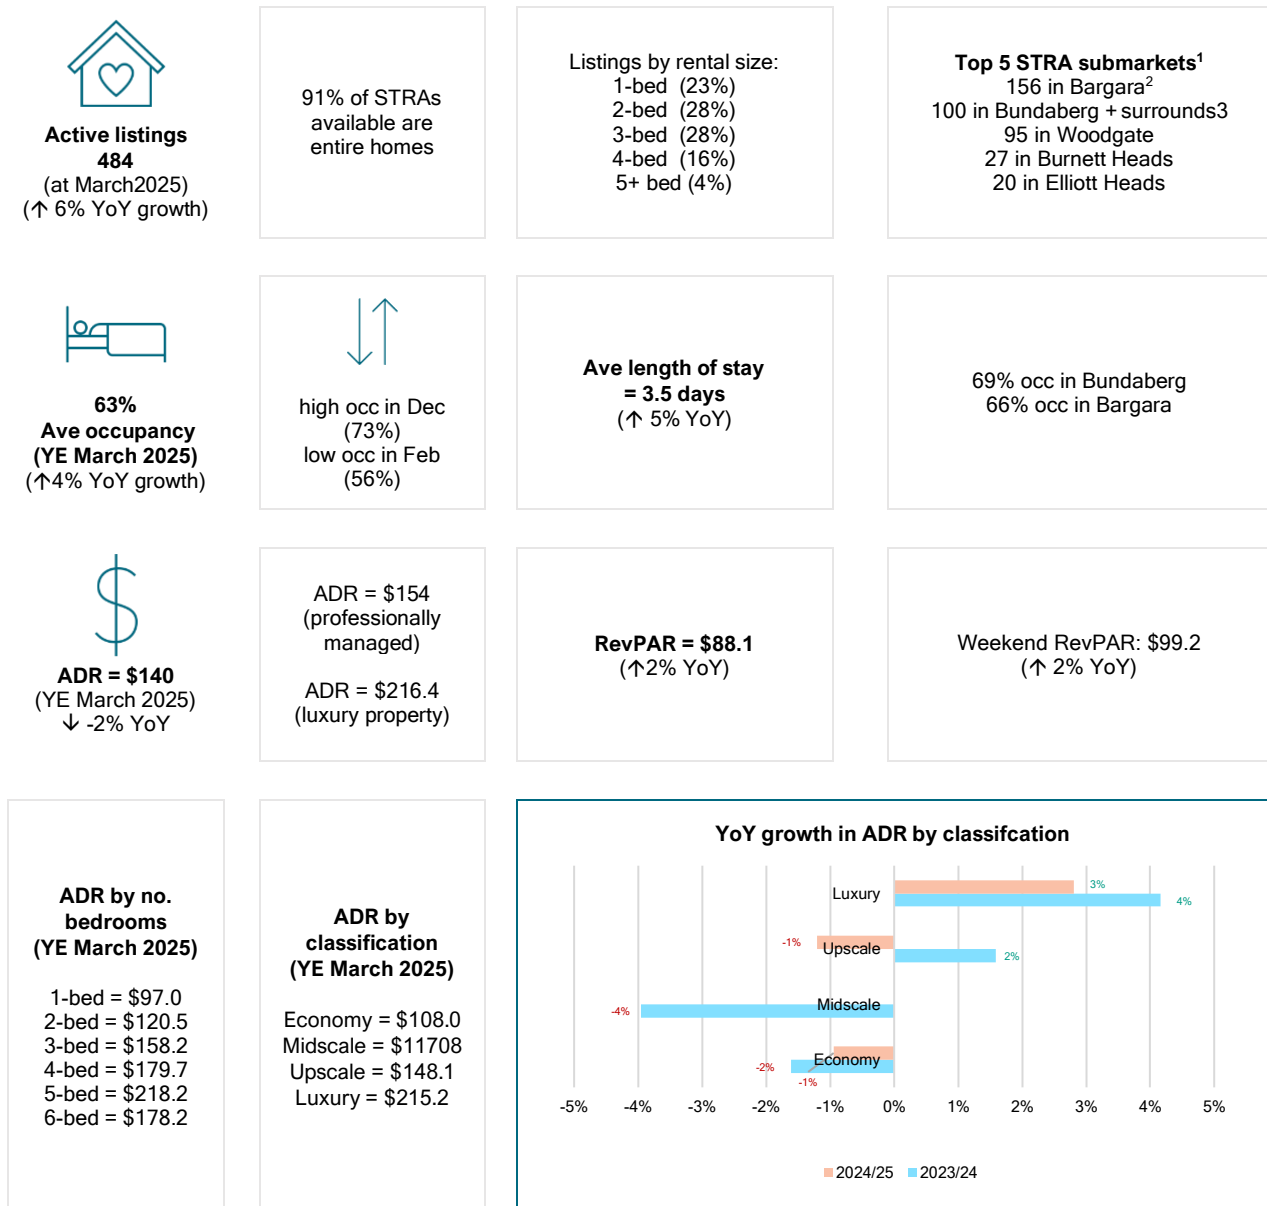 Active listings
484
(at March2025)
(↑ 6% YoY growth)
91% of STRAs
available are
entire homes
Listings by rental size:
1-bed (23%)
2-bed (28%)
3-bed (28%)
4-bed (16%)
5+ bed (4%)
Top 5 STRA submarkets¹
156 in Bargara²
100 in Bundaberg + surrounds3
95 in Woodgate
27 in Burnett Heads
20 in Elliott Heads
63%
Ave occupancy
(YE March 2025)
(↑4% YoY growth)
high occ in Dec
(73%)
low occ in Feb
(56%)
Ave length of stay
= 3.5 days
(↑ 5% YoY)
69% occ in Bundaberg
66% occ in Bargara
ADR = $140
(YE March 2025)
↓ -2% YoY
ADR = $154
(professionally
managed)
ADR = $216.4
(luxury property)
RevPAR = $88.1
(↑2% YoY)
Weekend RevPAR: $99.2
(↑ 2% YoY)
ADR by no.
bedrooms
(YE March 2025)
1-bed = $97.0
2-bed = $120.5
3-bed = $158.2
4-bed = $179.7
5-bed = $218.2
6-bed = $178.2
ADR by
classification
(YE March 2025)
Economy = $108.0
Midscale = $11708
Upscale = $148.1
Luxury = $215.2
YoY growth in ADR by classifcation
Luxury
3%
4%
-1%
Upscale
2%
-4%
Midscale
Economy
-2%
-1%
-5% -4% -3% -2% -1% 0% 1% 2% 3% 4% 5%
2024/25 2023/24